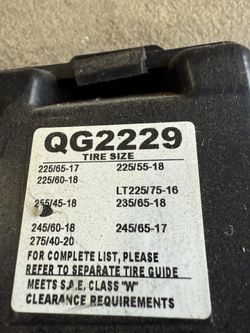 QG2229
TIRE SIZE
225/65-17 225/55-18
225/60-18
LT225/75-16
255/45-18 235/65-18
245/60-18 245/65-17
275/40-20
FOR COMPLETE LIST, PLEASE
REFER TO SEPARATE TIRE GUIDE
MEETS S.A.E. CLASS "W"
CLEARANCE REQUIREMENTS